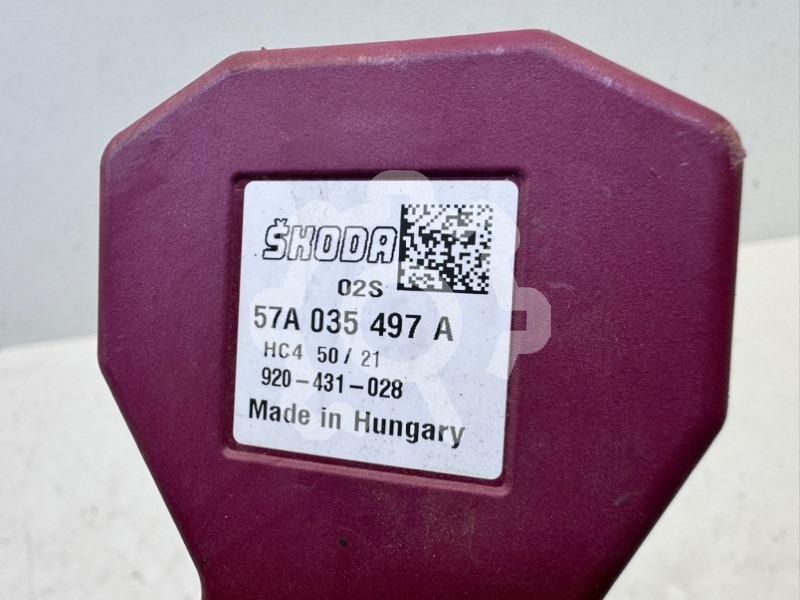 ŠKODA
02S
57A 035 497 A
HC4 50/21
920-431-028
Made in Hungary